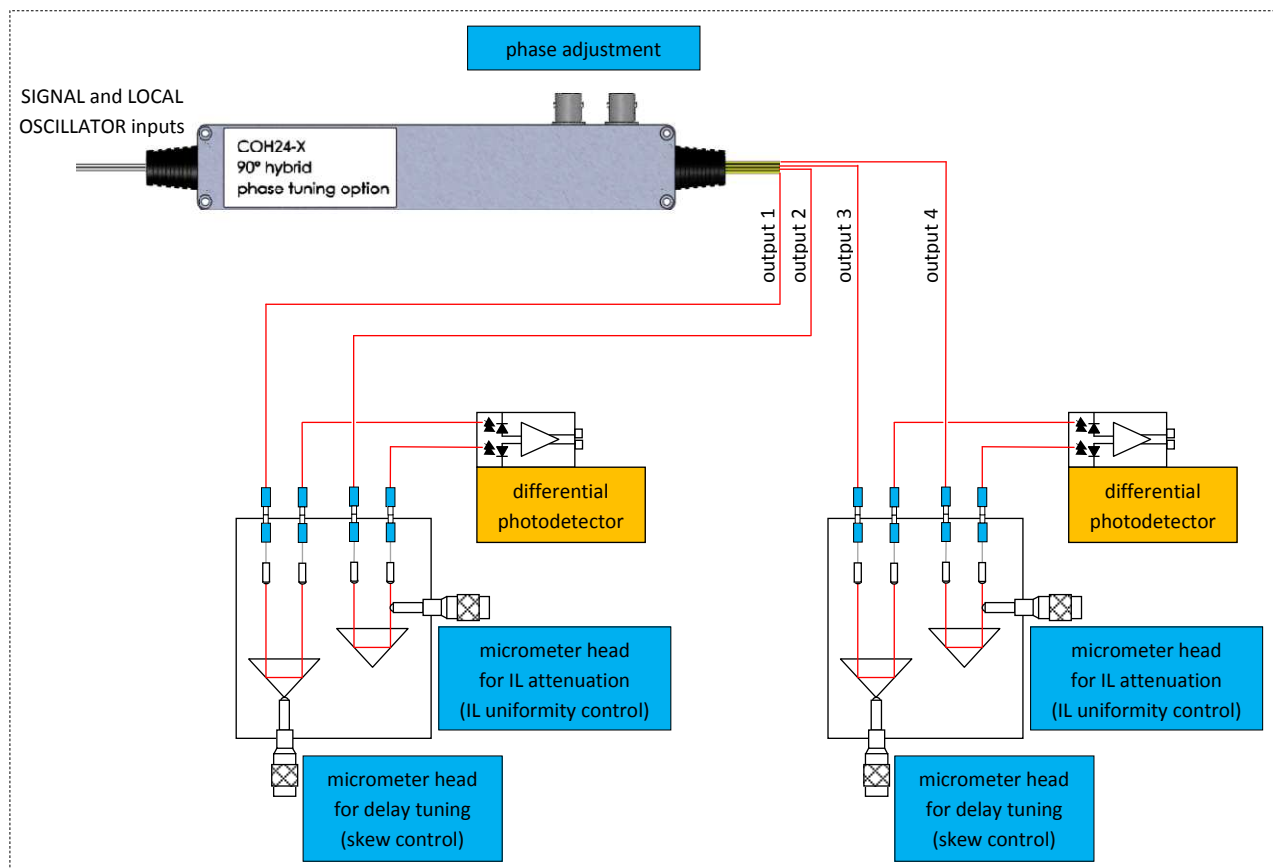 phase adjustment
SIGNAL and LOCAL
OSCILLATOR inputs
COH24-X
90° hybrid
phase tuning option
output 1
output 2
output 3
output 4
differential
photodetector
differential
photodetector
micrometer head
for IL attenuation
(IL uniformity control)
micrometer head
for IL attenuation
(IL uniformity control)
micrometer head
for delay tuning
(skew control)
micrometer head
for delay tuning
(skew control)